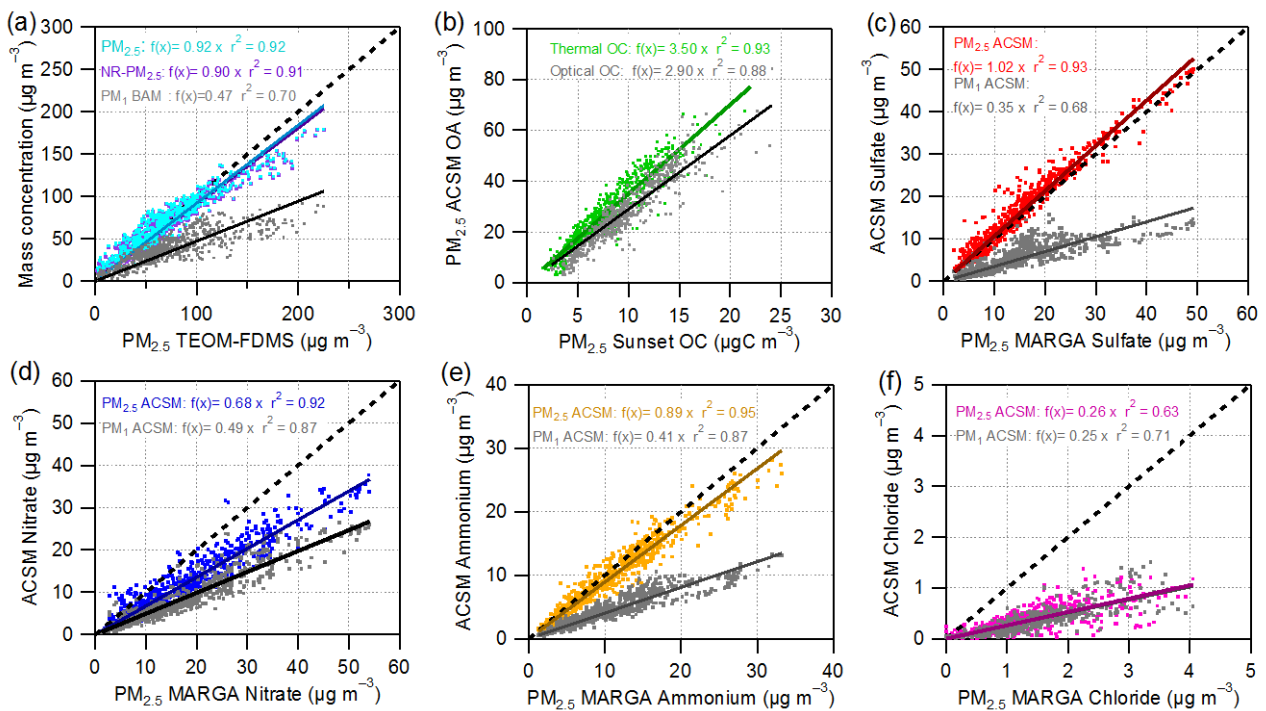 (a)
300
250
200
150
100
50
0
Mass concentration (µg m⁻³)
PM₂.₅: f(x)= 0.92 x  r² = 0.92
NR-PM₂.₅: f(x)= 0.90 x  r² = 0.91
PM₁ BAM : f(x)=0.47  r² = 0.70
0 100 200 300
PM₂.₅ TEOM-FDMS (µg m⁻³)
(b)
100
80
60
40
20
0
PM₂.₅ ACSM OA (µg m⁻³)
Thermal OC: f(x)= 3.50 x  r² = 0.93
Optical OC: f(x)= 2.90 x  r² = 0.88
0 5 10 15 20 25 30
PM₂.₅ Sunset OC (µgC m⁻³)
(c)
60
50
40
30
20
10
0
ACSM Sulfate (µg m⁻³)
PM₂.₅ ACSM:
f(x)= 1.02 x  r² = 0.93
PM₁ ACSM:
f(x)= 0.35 x  r² = 0.68
0 10 20 30 40 50 60
PM₂.₅ MARGA Sulfate (µg m⁻³)
(d)
60
50
40
30
20
10
0
ACSM Nitrate (µg m⁻³)
PM₂.₅ ACSM: f(x)= 0.68 x  r² = 0.92
PM₁ ACSM: f(x)= 0.49 x  r² = 0.87
0 10 20 30 40 50 60
PM₂.₅ MARGA Nitrate (µg m⁻³)
(e)
40
30
20
10
0
ACSM Ammonium (µg m⁻³)
PM₂.₅ ACSM: f(x)= 0.89 x  r² = 0.95
PM₁ ACSM: f(x)= 0.41 x  r² = 0.87
0 10 20 30 40
PM₂.₅ MARGA Ammonium (µg m⁻³)
(f)
5
4
3
2
1
0
ACSM Chloride (µg m⁻³)
PM₂.₅ ACSM: f(x)= 0.26 x  r² = 0.63
PM₁ ACSM: f(x)= 0.25 x  r² = 0.71
0 1 2 3 4 5
PM₂.₅ MARGA Chloride (µg m⁻³)